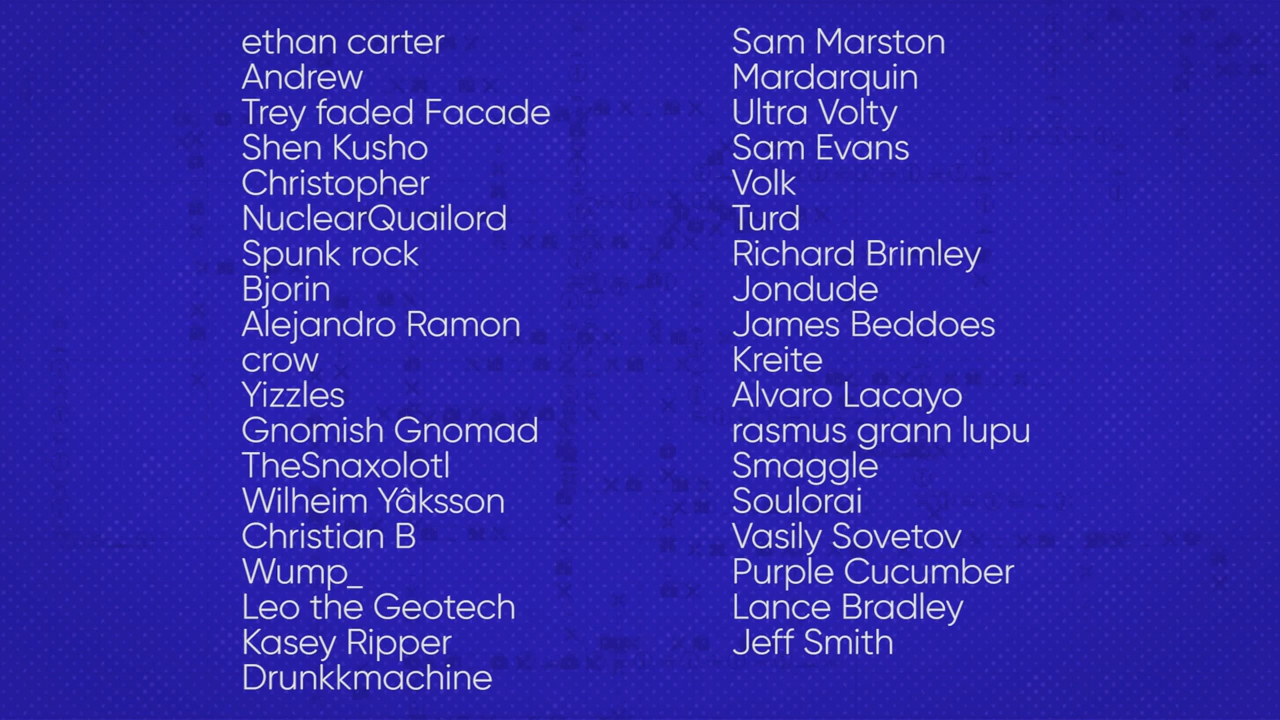 ethan carter
Andrew
Trey faded Facade
Shen Kusho
Christopher
NuclearQuailord
Spunk rock
Bjorin
Alejandro Ramon
crow
Yizzles
Gnomish Gnomad
TheSnaxolotl
Wilheim Yâksson
Christian B
Wump_
Leo the Geotech
Kasey Ripper
Drunkkmachine
Sam Marston
Mardarquin
Ultra Volty
Sam Evans
Volk
Turd
Richard Brimley
Jondude
James Beddoes
Kreite
Alvaro Lacayo
rasmus grann lupu
Smaggle
Soulorai
Vasily Sovetov
Purple Cucumber
Lance Bradley
Jeff Smith